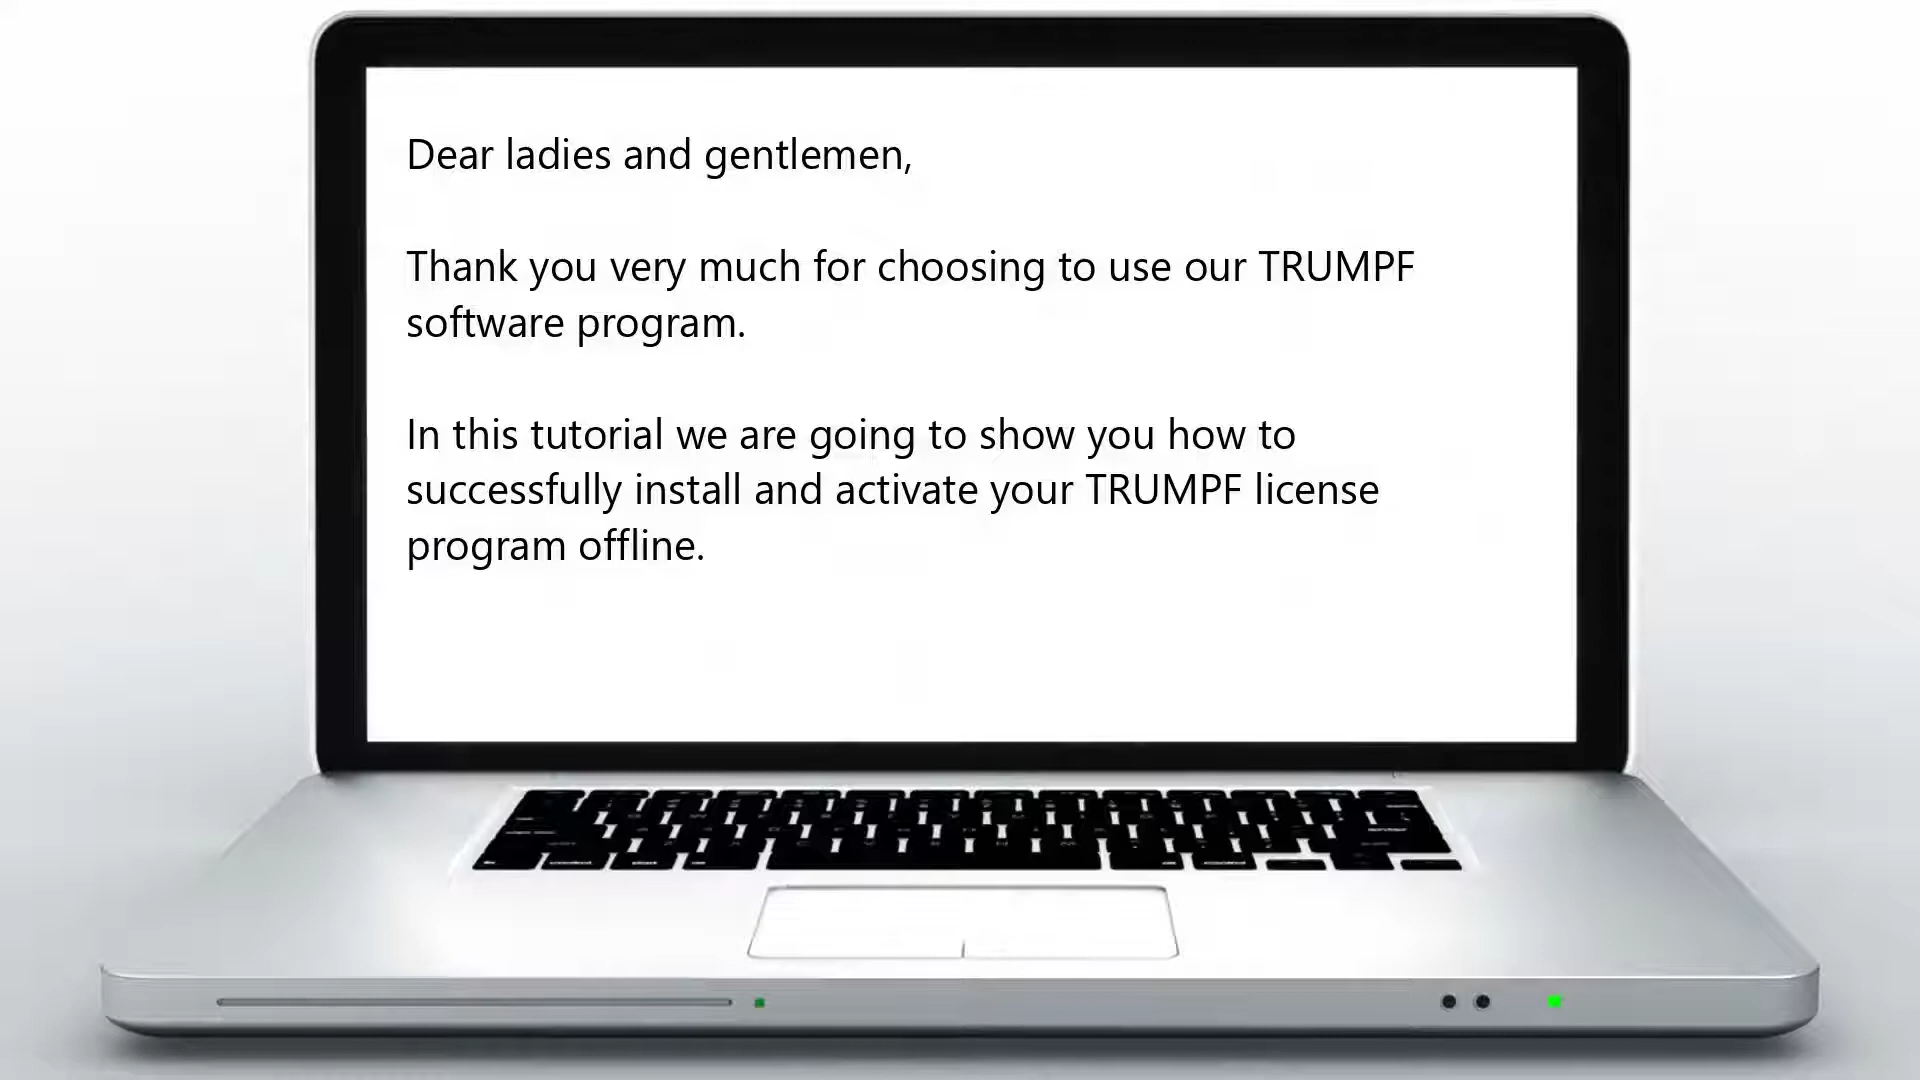 Dear ladies and gentlemen,
Thank you very much for choosing to use our TRUMPF
software program.
In this tutorial we are going to show you how to
successfully install and activate your TRUMPF license
program offline.